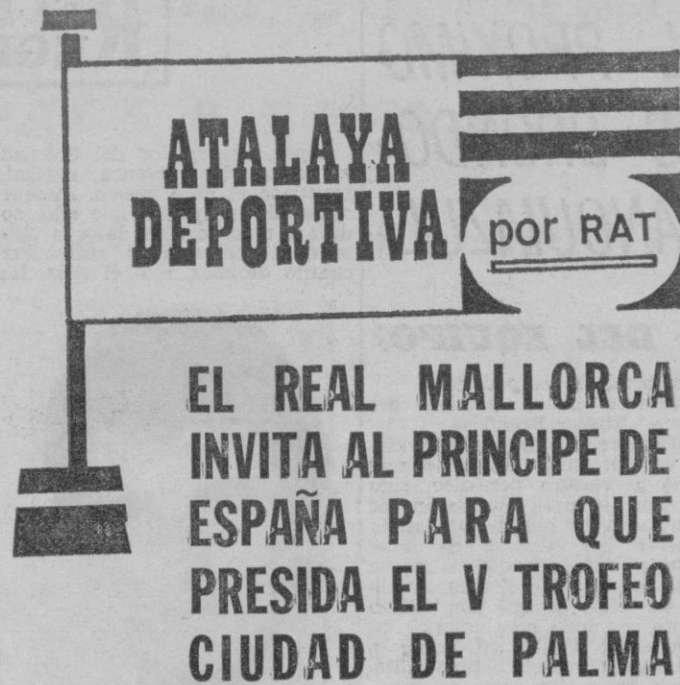 ATALAYA
DEPORTIVA
por RAT
EL REAL MALLORCA
INVITA AL PRINCIPE DE
ESPAÑA PARA QUE
PRESIDA EL V TROFEO
CIUDAD DE PALMA